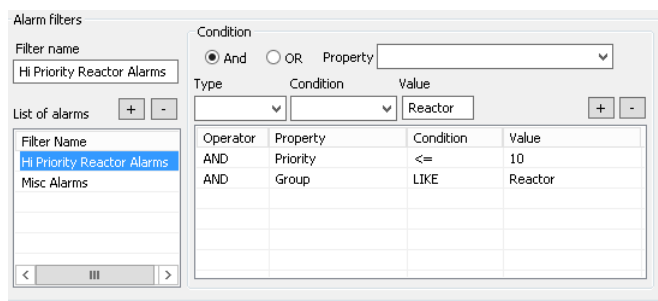 Alarm filters
Filter name
Hi Priority Reactor Alarms
List of alarms + -
Filter Name
Hi Priority Reactor Alarms
Misc Alarms
Condition
And OR Property
Type Condition Value
Reactor + -
Operator Property Condition Value
AND Priority <= 10
AND Group LIKE Reactor